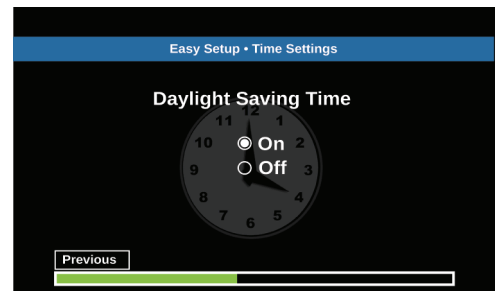 Easy Setup • Time Settings
Daylight Saving Time
12
11 1
10 On 2
9 Off 3
8 4
7 5
6
Previous